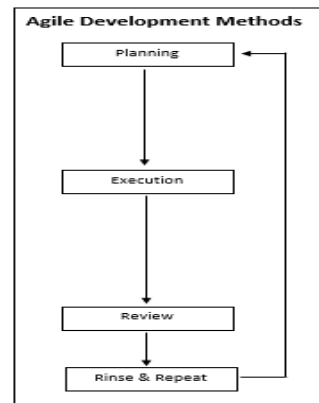 Agile Development Methods
Planning
Execution
Review
Rinse & Repeat